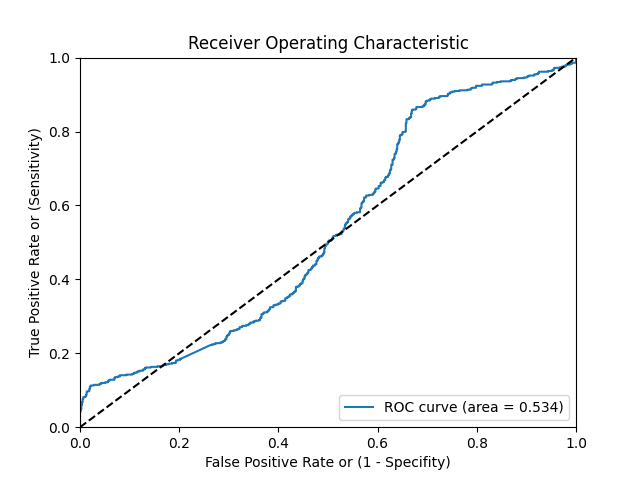 Receiver Operating Characteristic
1.0
0.8
0.6
0.4
0.2
0.0
True Positive Rate or (Sensitivity)
ROC curve (area = 0.534)
0.0 0.2 0.4 0.6 0.8 1.0
False Positive Rate or (1 - Specifity)